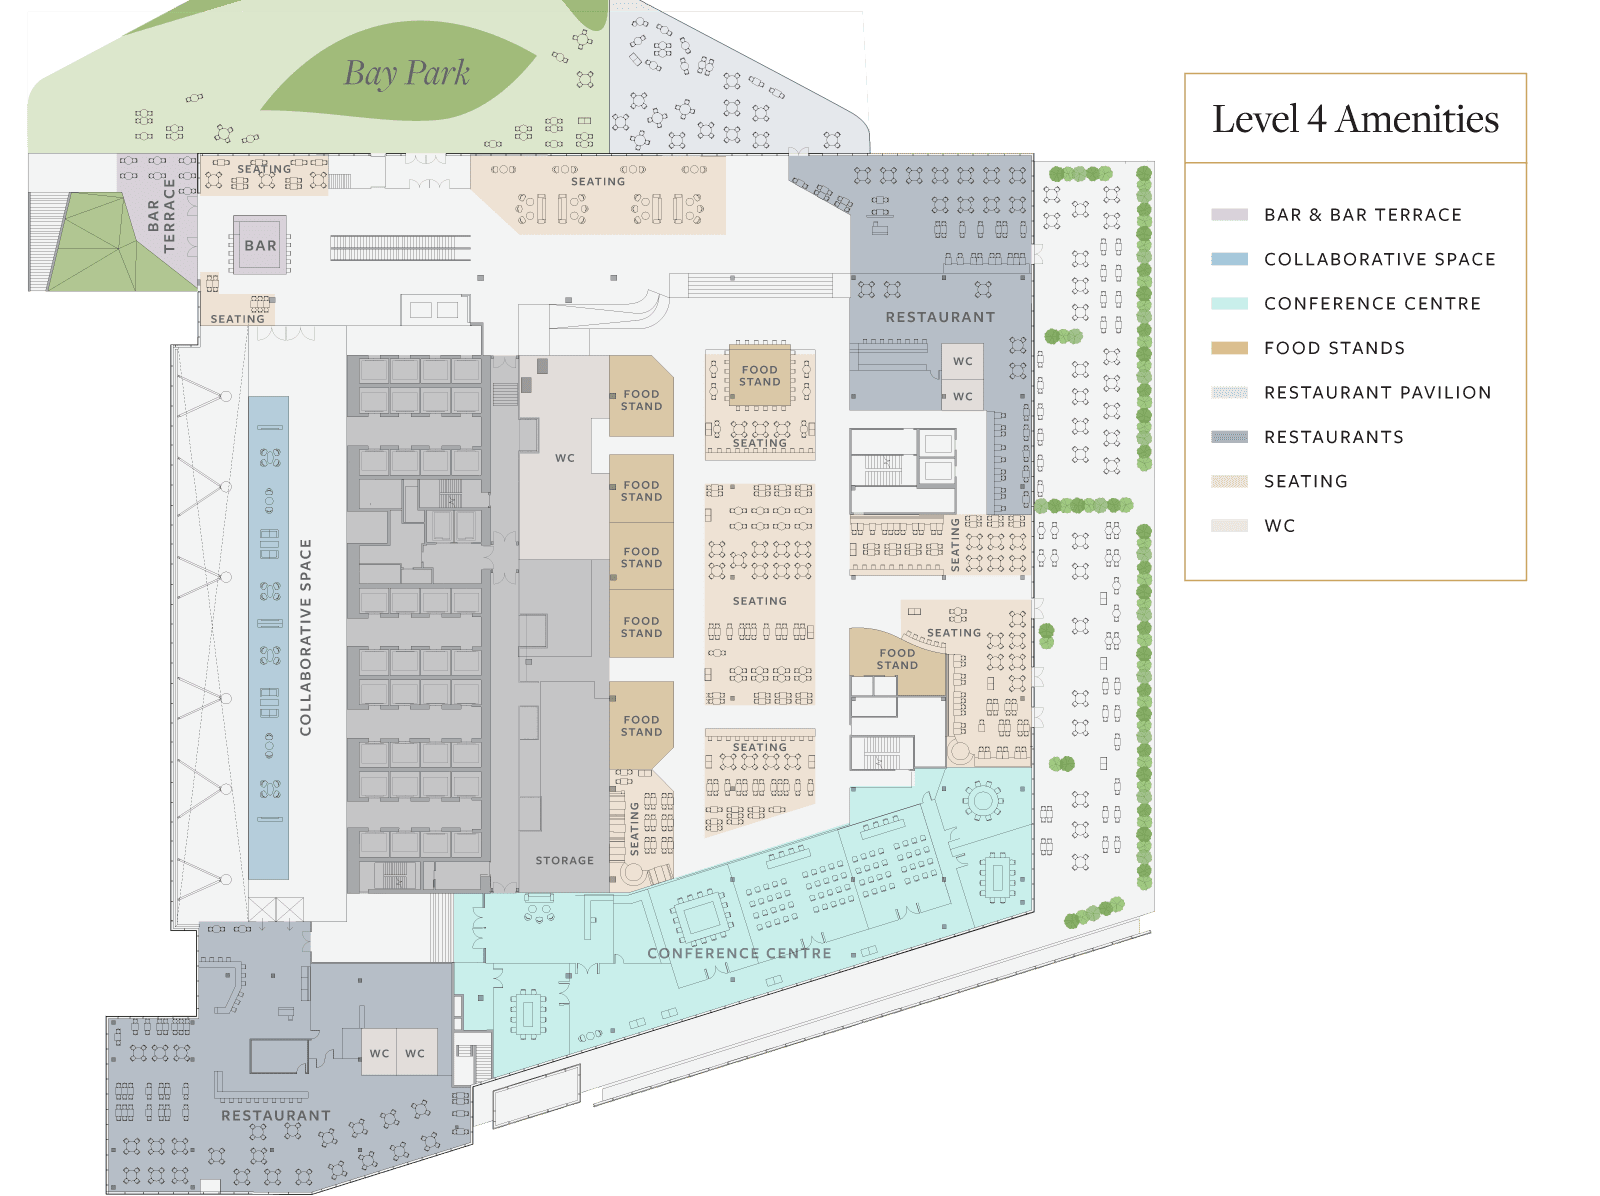 Bay Park
Level 4 Amenities
BAR & BAR TERRACE
COLLABORATIVE SPACE
CONFERENCE CENTRE
FOOD STANDS
RESTAURANT PAVILION
RESTAURANTS
SEATING
WC
SEATING
SEATING
BAR
TERRACE
BAR
SEATING
RESTAURANT
WC
WC
FOOD
STAND
FOOD
STAND
SEATING
WC
FOOD
STAND
FOOD
STAND
FOOD
STAND
SEATING
SEATING
SEATING
FOOD
STAND
COLLABORATIVE SPACE
FOOD
STAND
SEATING
SEATING
STORAGE
CONFERENCE CENTRE
WC
WC
RESTAURANT